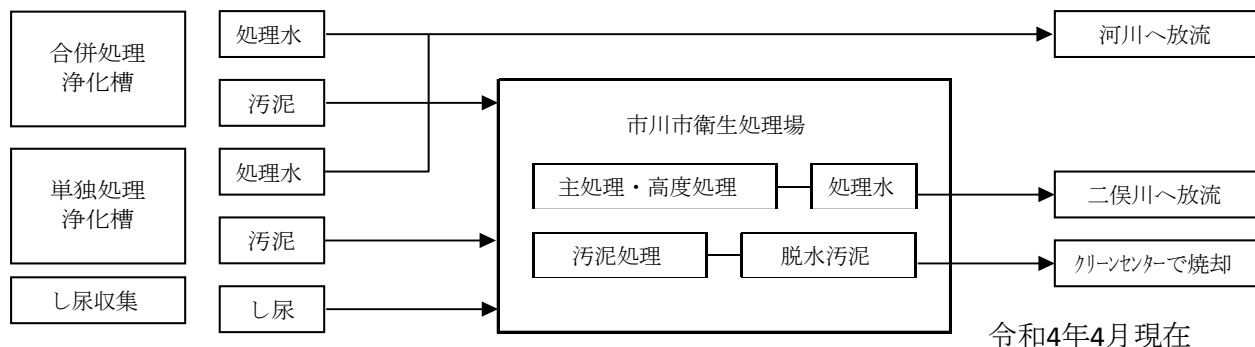 合併処理
浄化槽
処理水
汚泥
河川へ放流
単独処理
浄化槽
処理水
汚泥
し尿収集
し尿
市川市衛生処理場
主処理・高度処理
処理水
二俣川へ放流
汚泥処理
脱水汚泥
クリーンセンターで焼却
令和4年4月現在